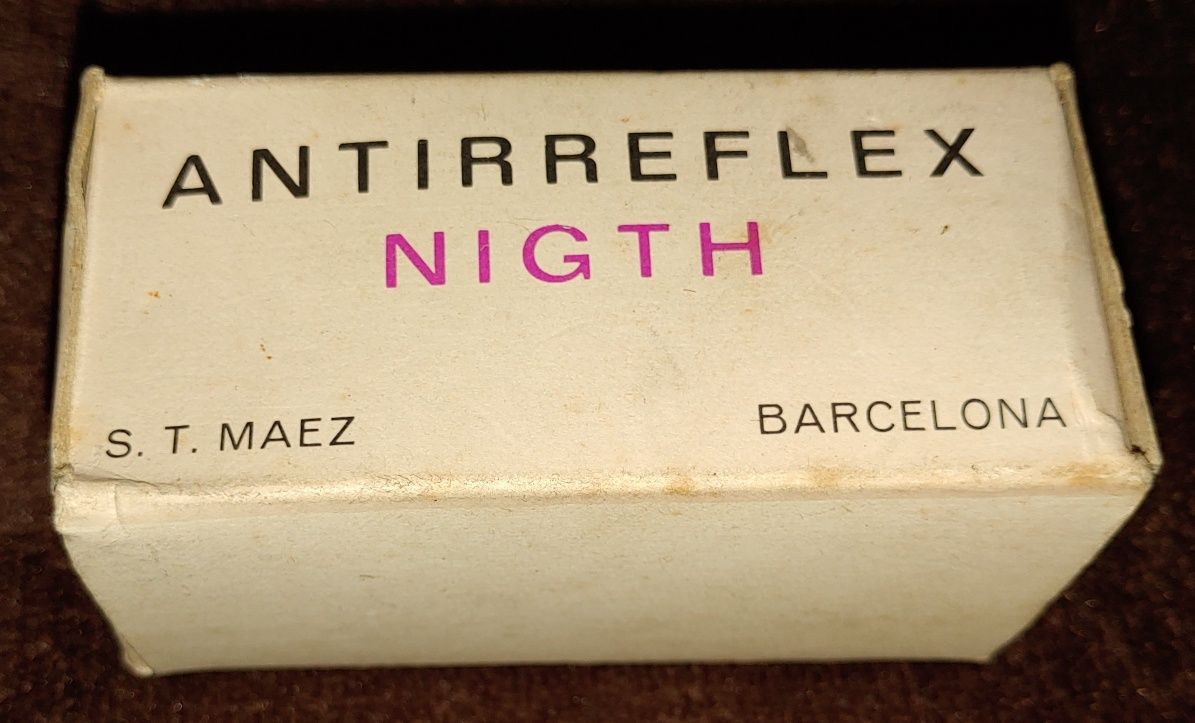 ANTIRREFLEX
NIGTH
S. T. MAEZ BARCELONA